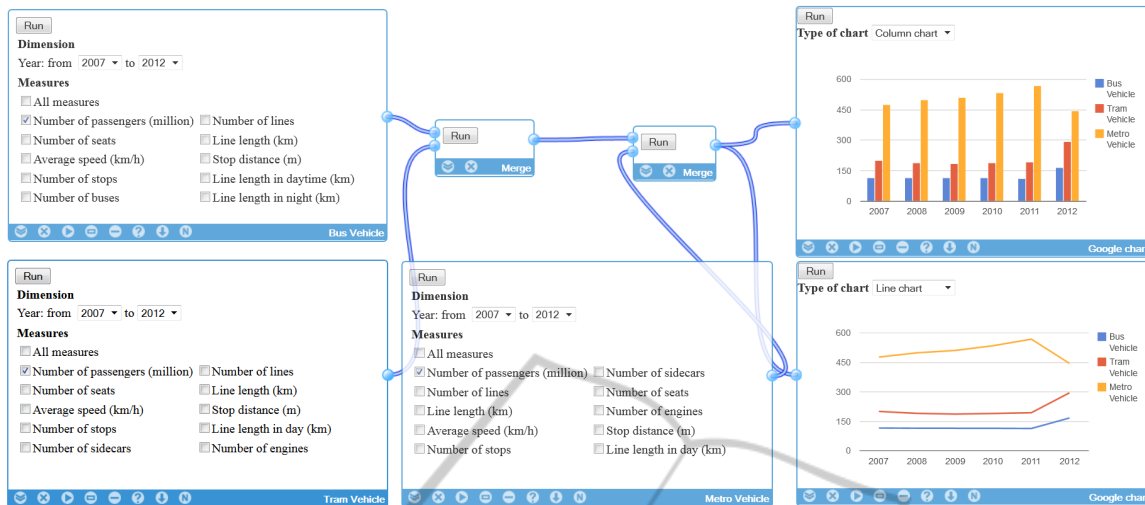 Run
Dimension
Year: from 2007 to 2012
Measures
All measures
Number of passengers (million) Number of lines
Number of seats Line length (km)
Average speed (km/h) Stop distance (m)
Number of stops Line length in daytime (km)
Number of buses Line length in night (km)
Bus Vehicle
Run
Merge
Run
Merge
Run
Type of chart Column chart
600
450
300
150
0
2007 2008 2009 2010 2011 2012
Bus
Vehicle
Tram
Vehicle
Metro
Vehicle
Google char
Run
Dimension
Year: from 2007 to 2012
Measures
All measures
Number of passengers (million) Number of lines
Number of seats Line length (km)
Average speed (km/h) Stop distance (m)
Number of stops Line length in day (km)
Number of sidecars Number of engines
N
Tram Vehicle
Run
Dimension
Year: from 2007 to 2012
Measures
All measures
Number of passengers (million) Number of sidecars
Number of lines Number of seats
Line length (km) Number of engines
Average speed (km/h) Stop distance (m)
Number of stops Line length in day (km)
Metro Vehicle
Run
Type of chart Line chart
600
450
300
150
0
2007 2008 2009 2010 2011 2012
Bus
Vehicle
Tram
Vehicle
Metro
Vehicle
Google char